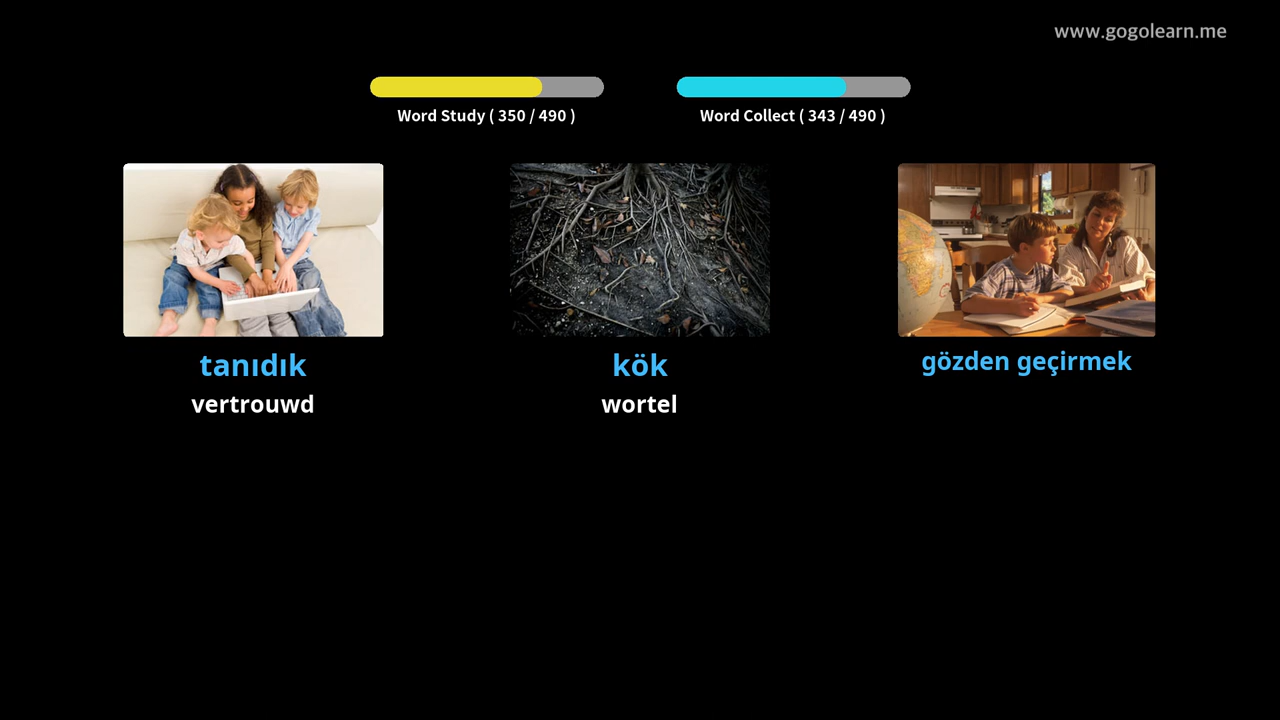 www.gogolearn.me
Word Study ( 350 / 490 )
Word Collect ( 343 / 490 )
tanıdık
vertrouwd
kök
wortel
gözden geçirmek